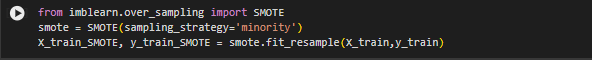 from imblearn.over_sampling import SMOTE
smote = SMOTE(sampling_strategy='minority')
X_train_SMOTE, y_train_SMOTE = smote.fit_resample(X_train,y_train)